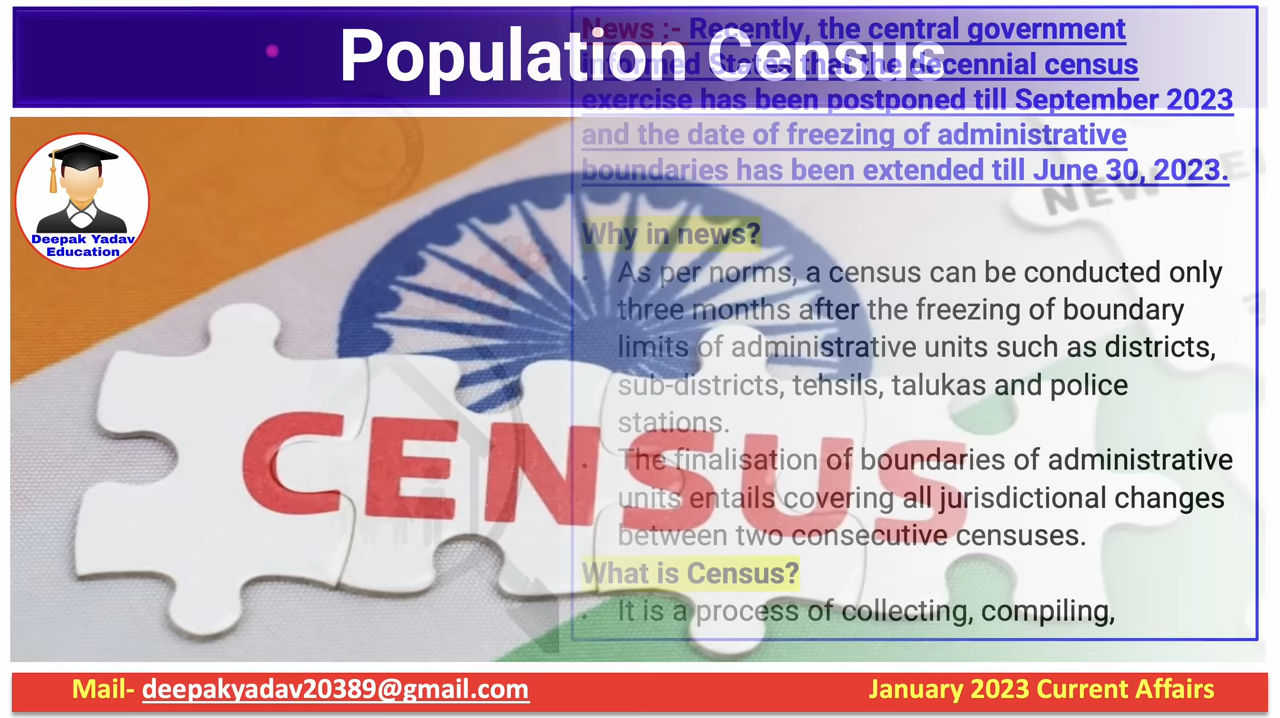 Population Census
News :- Recently, the central government
informed States that the decennial census
exercise has been postponed till September 2023
and the date of freezing of administrative
boundaries has been extended till June 30, 2023.
Why in news?
• As per norms, a census can be conducted only
three months after the freezing of boundary
limits of administrative units such as districts,
sub-districts, tehsils, talukas and police
stations.
• The finalisation of boundaries of administrative
units entails covering all jurisdictional changes
between two consecutive censuses.
What is Census?
• It is a process of collecting, compiling,
Deepak Yadav
Education
CENSUS
NEW
Mail- deepakyadav20389@gmail.com
January 2023 Current Affairs